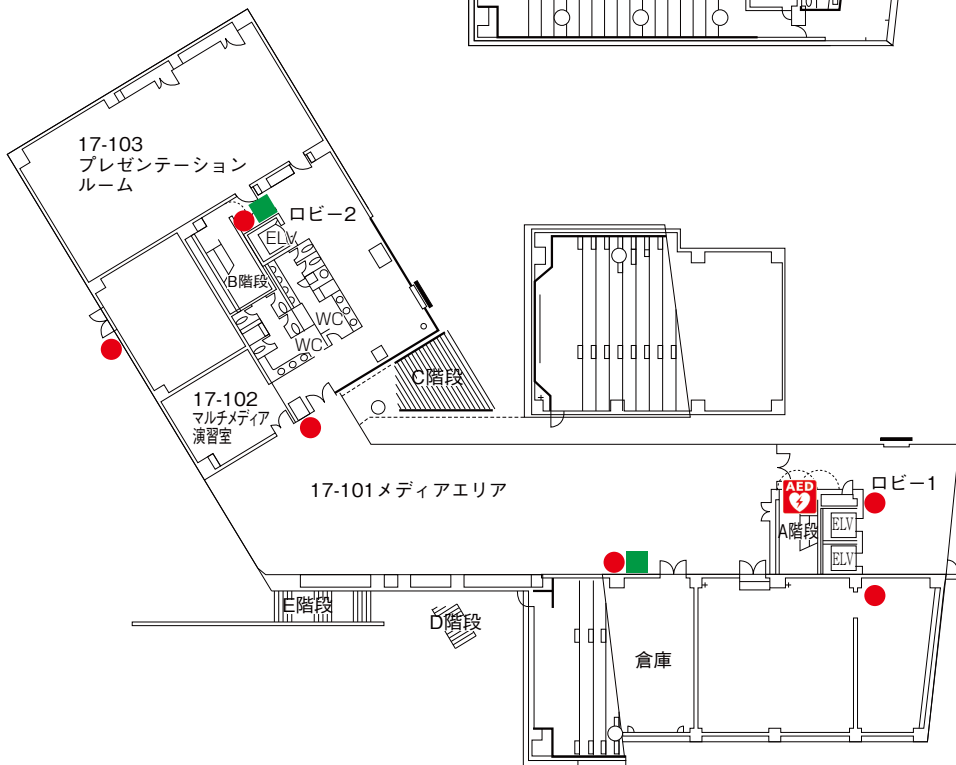 17-103
プレゼンテーション
ルーム
ロビー2
ELV
B階段
WC
WC
C階段
17-102
マルチメディア
演習室
17-101メディアエリア
ロビー1
AED
A階段
ELV
ELV
E階段
D階段
倉庫